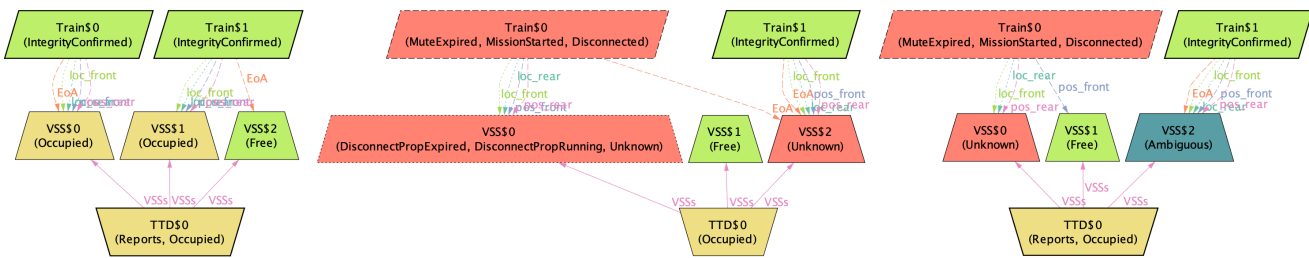 Train$0
(IntegrityConfirmed)
Train$1
(IntegrityConfirmed)
loc_front
EoA
EoA
VSS$0
(Occupied)
VSS$1
(Occupied)
VSS$2
(Free)
VSSs
VSSs
VSSs
TTD$0
(Reports, Occupied)
Train$0
(MuteExpired, MissionStarted, Disconnected)
Train$1
(IntegrityConfirmed)
loc_rear
loc_front
pos_front
EoA
loc_front
EoA
pos_front
pos_rear
VSS$0
(DisconnectPropExpired, DisconnectPropRunning, Unknown)
VSS$1
(Free)
VSS$2
(Unknown)
VSSs
VSSs
VSSs
TTD$0
(Occupied)
Train$0
(MuteExpired, MissionStarted, Disconnected)
Train$1
(IntegrityConfirmed)
loc_rear
loc_front
pos_rear
pos_front
loc_front
EoA
pos_front
loc_rear
pos_rear
VSS$0
(Unknown)
VSS$1
(Free)
VSS$2
(Ambiguous)
VSSs
VSSs
VSSs
TTD$0
(Reports, Occupied)